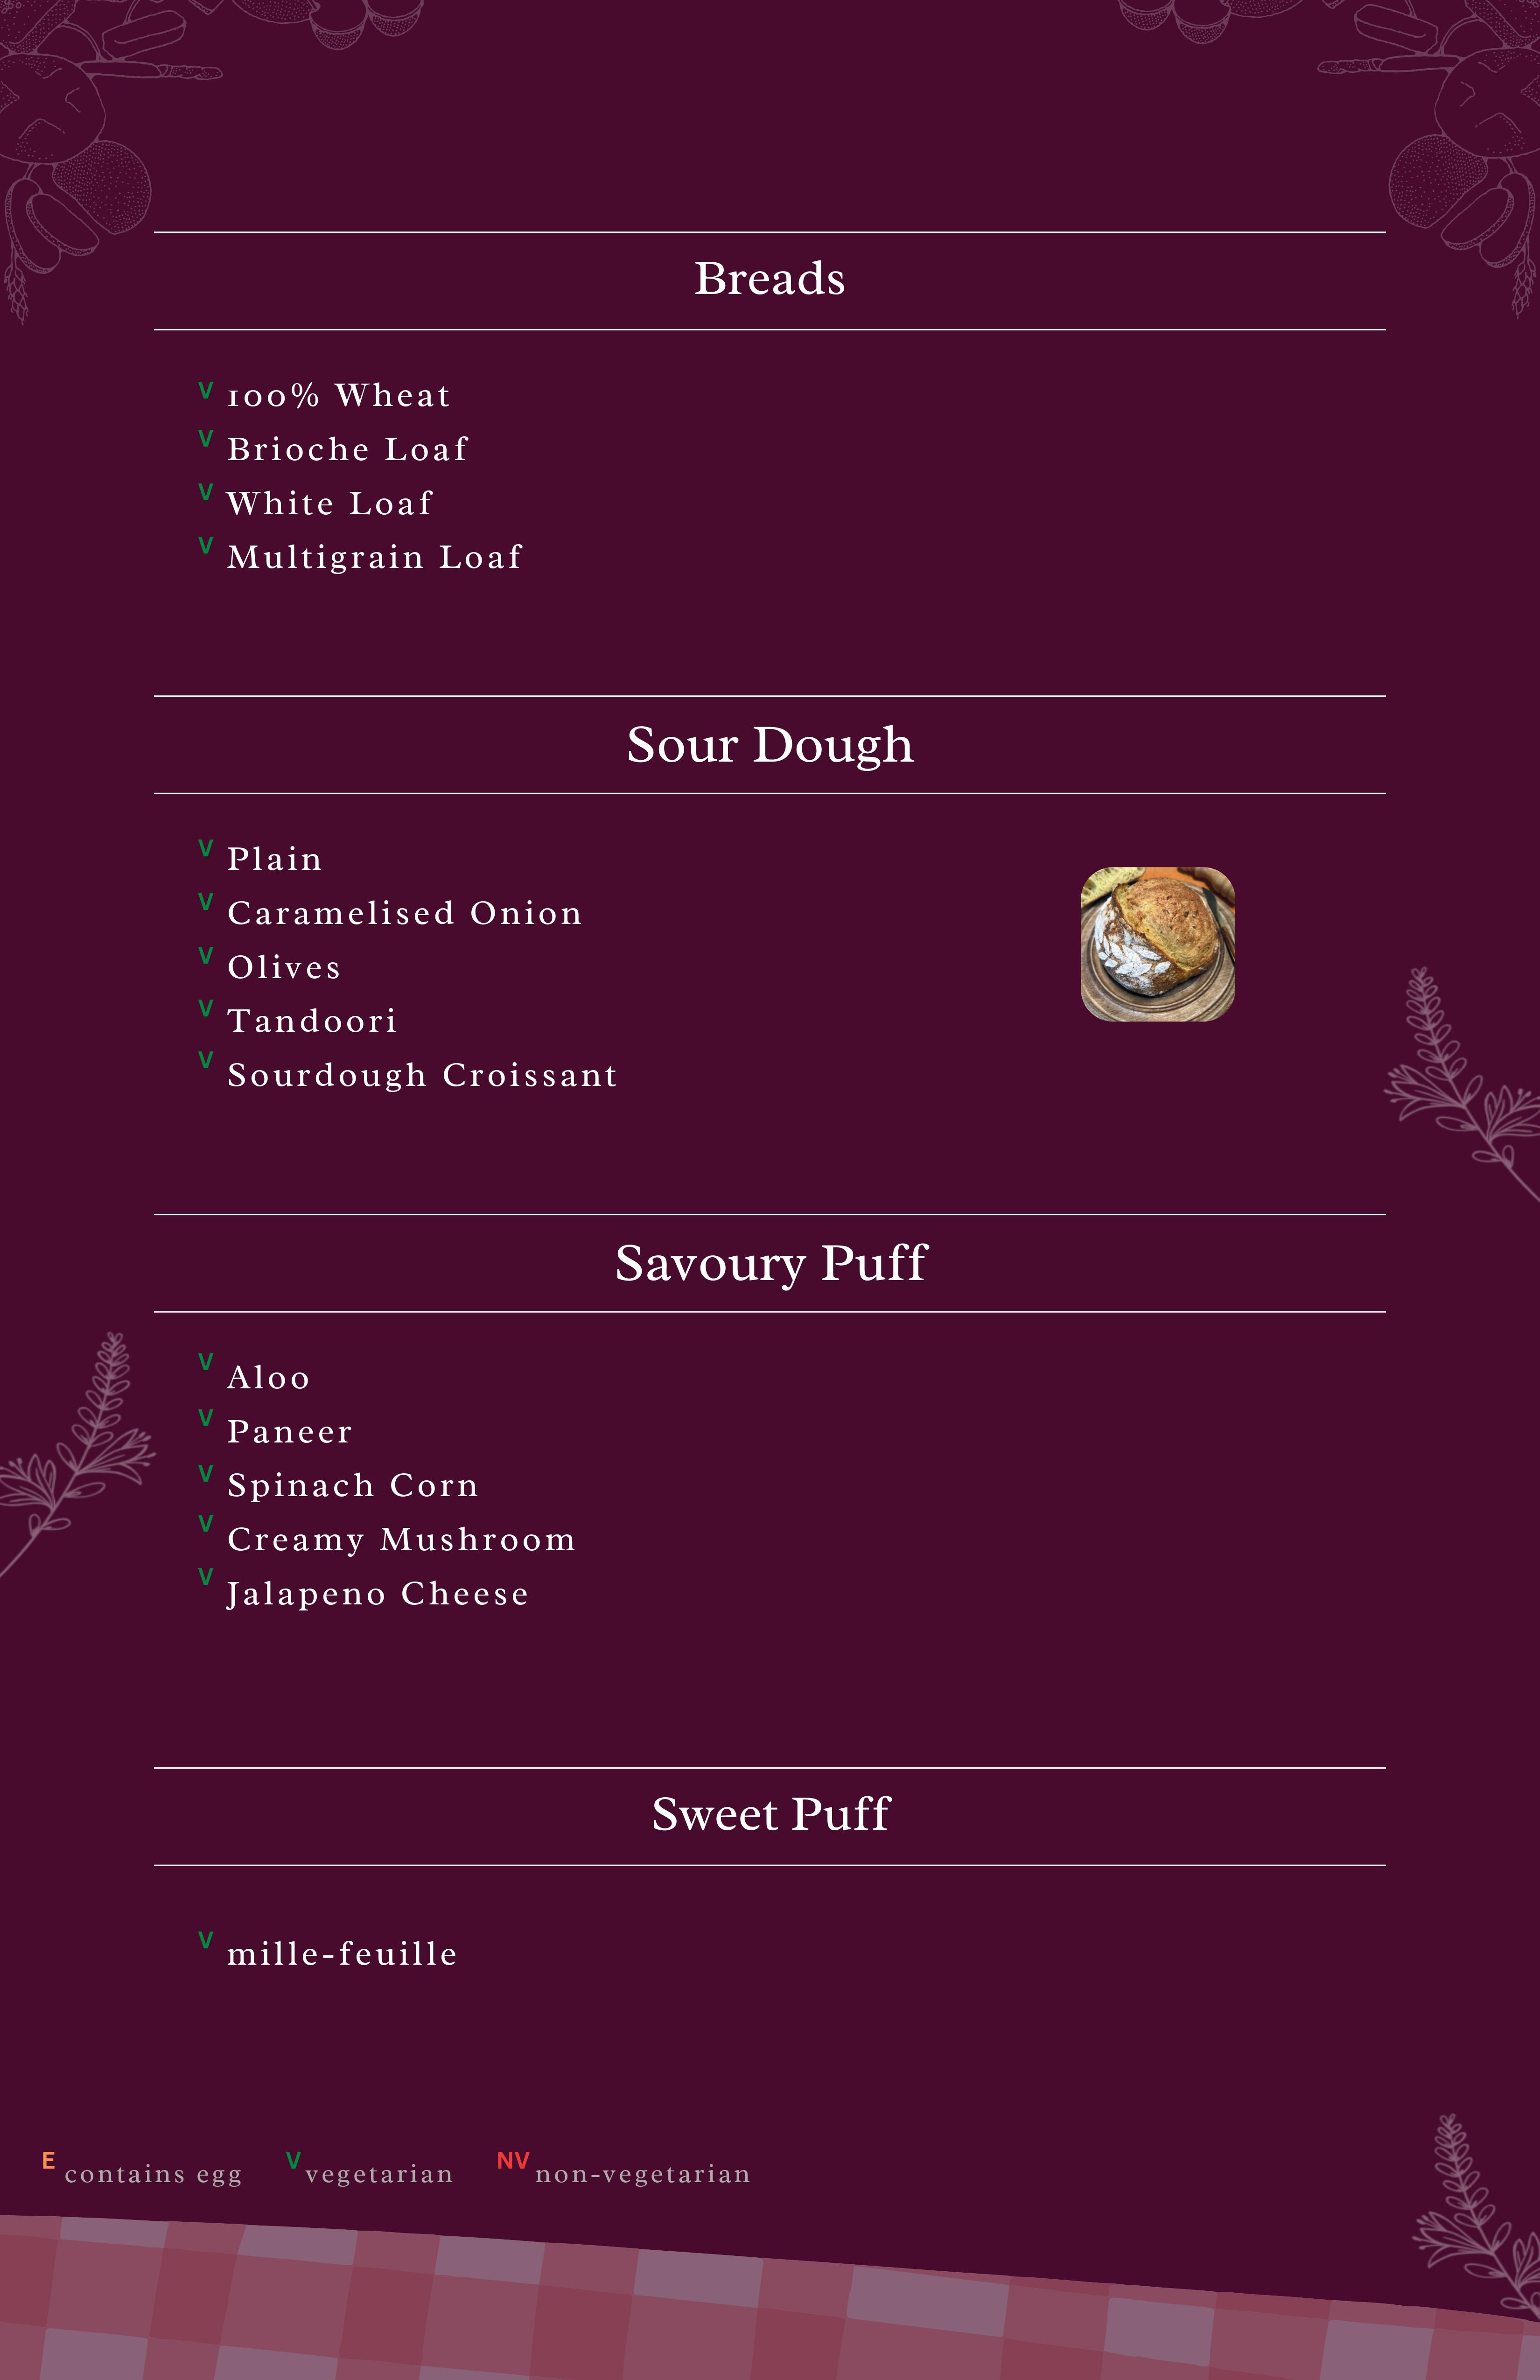 Breads
V 100% Wheat
V Brioche Loaf
V White Loaf
V Multigrain Loaf
Sour Dough
V Plain
V Caramelised Onion
V Olives
V Tandoori
V Sourdough Croissant
Savoury Puff
V Aloo
V Paneer
V Spinach Corn
V Creamy Mushroom
V Jalapeno Cheese
Sweet Puff
V mille-feuille
E contains egg V vegetarian NV non-vegetarian